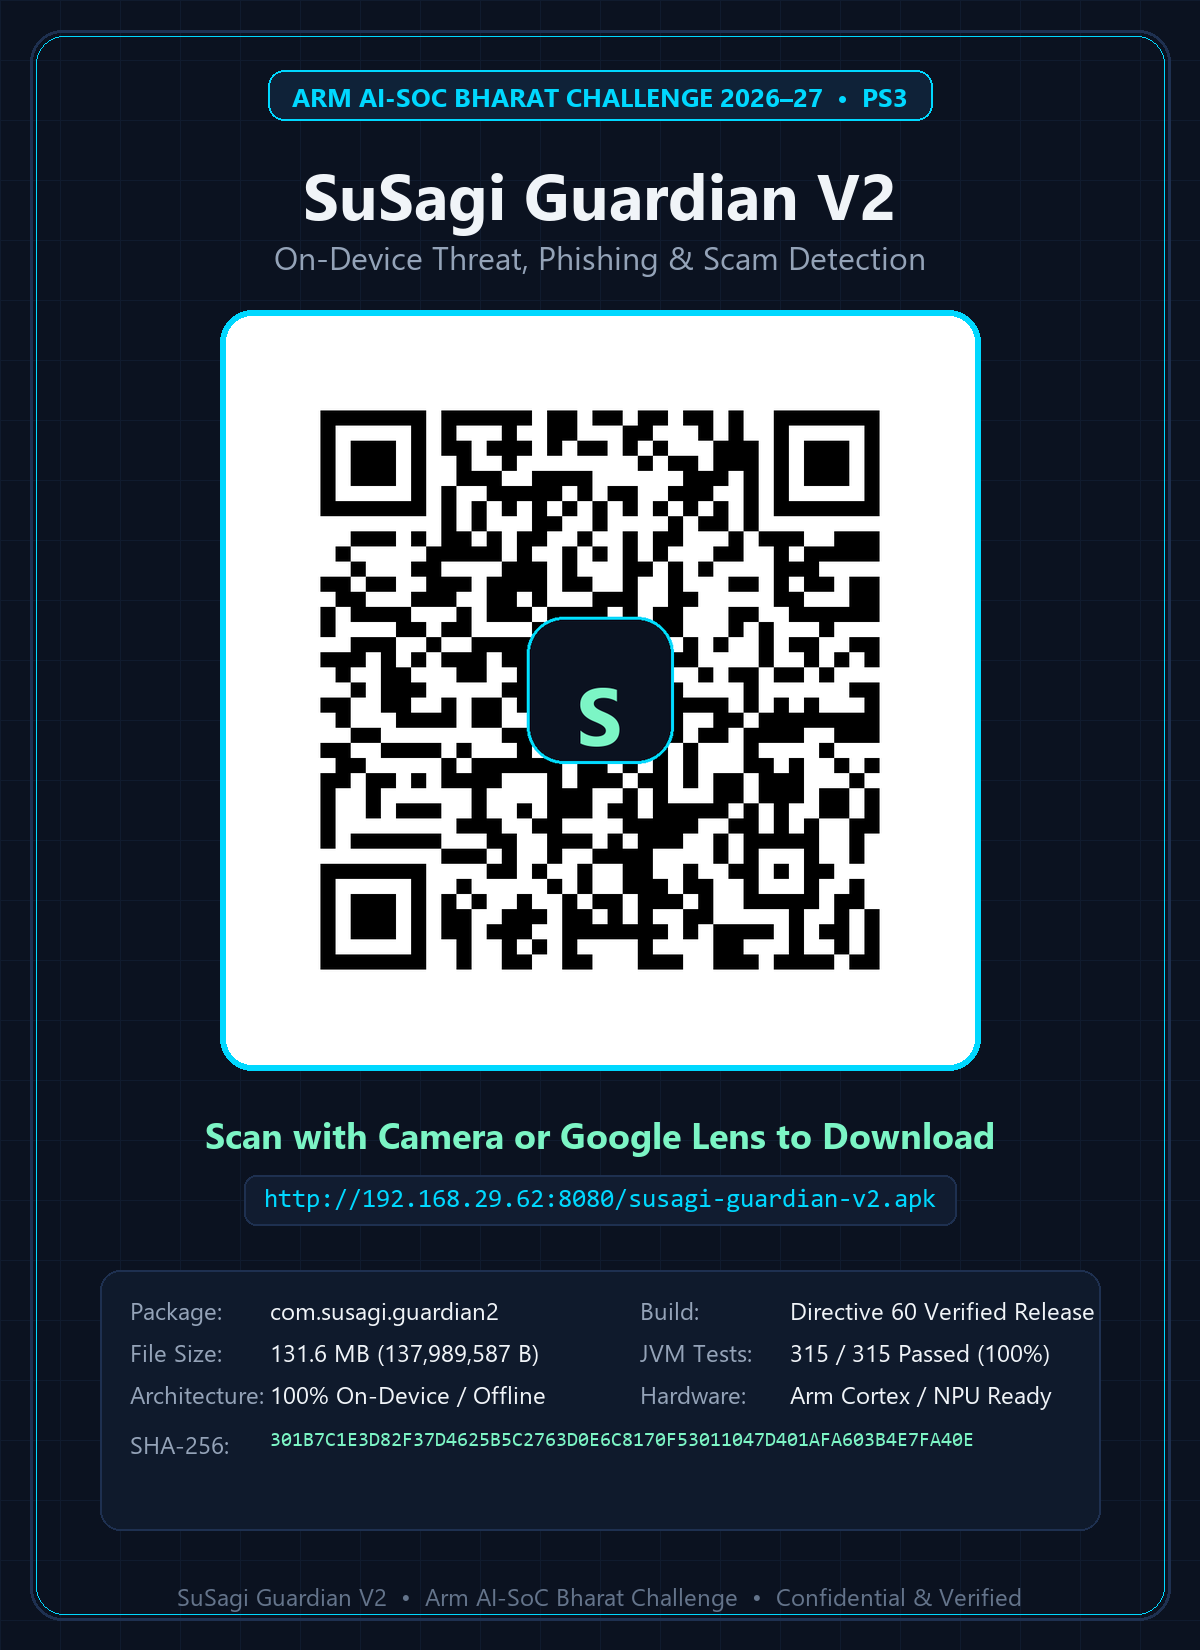 ARM AI-SOC BHARAT CHALLENGE 2026–27 • PS3
SuSagi Guardian V2
On-Device Threat, Phishing & Scam Detection
S
Scan with Camera or Google Lens to Download
http://192.168.29.62:8080/susagi-guardian-v2.apk
Package: com.susagi.guardian2 Build: Directive 60 Verified Release
File Size: 131.6 MB (137,989,587 B) JVM Tests: 315 / 315 Passed (100%)
Architecture: 100% On-Device / Offline Hardware: Arm Cortex / NPU Ready
SHA-256: 301B7C1E3D82F37D4625B5C2763D0E6C8170F53011047D401AFA603B4E7FA40E
SuSagi Guardian V2 • Arm AI-SoC Bharat Challenge • Confidential & Verified